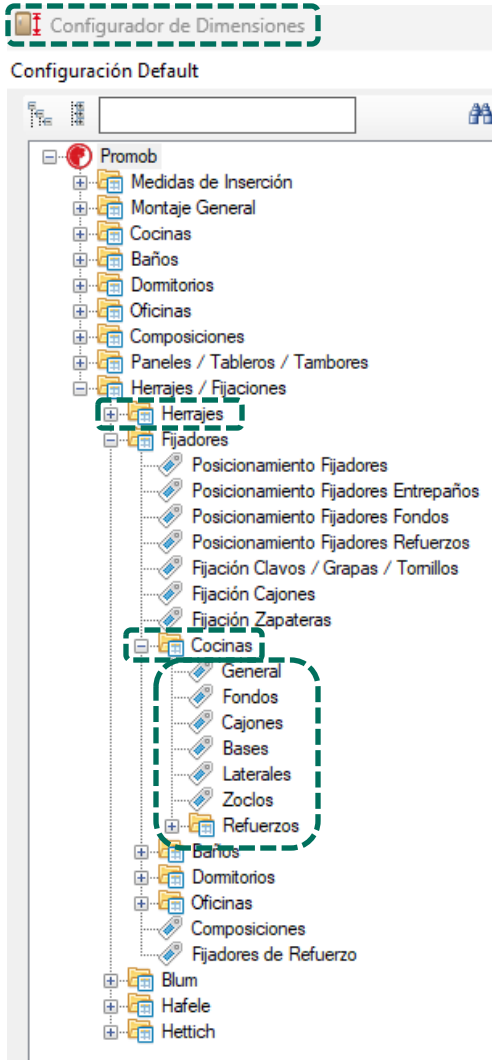 Configurador de Dimensiones
Configuración Default
Promob
Medidas de Inserción
Montaje General
Cocinas
Baños
Dormitorios
Oficinas
Composiciones
Paneles / Tableros / Tambores
Herrajes / Fijaciones
Herrajes
Fijadores
Posicionamiento Fijadores
Posicionamiento Fijadores Entrepaños
Posicionamiento Fijadores Fondos
Posicionamiento Fijadores Refuerzos
Fijación Clavos / Grapas / Tornillos
Fijación Cajones
Fijación Zapateras
Cocinas
General
Fondos
Cajones
Bases
Laterales
Zoclos
Refuerzos
Baños
Dormitorios
Oficinas
Composiciones
Fijadores de Refuerzo
Blum
Hafele
Hettich